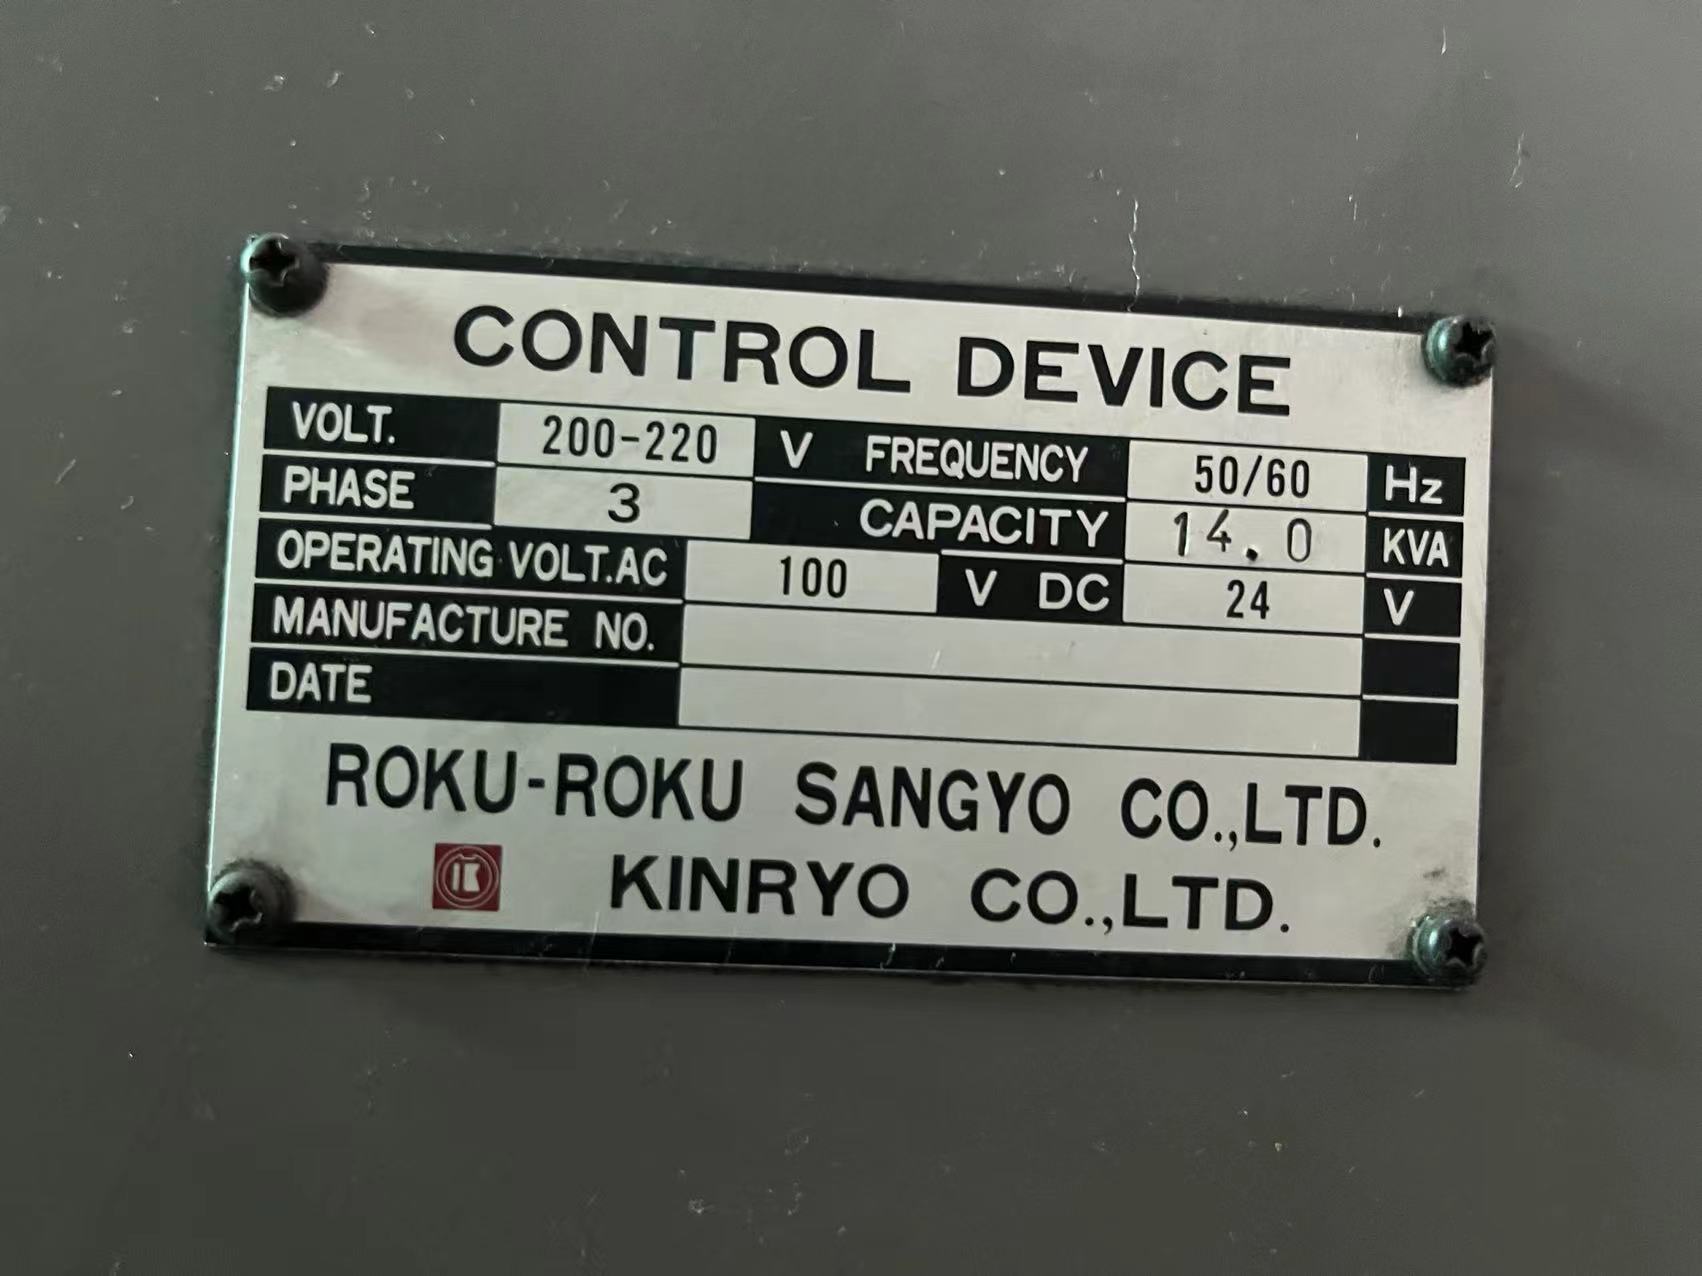 CONTROL DEVICE
VOLT. 200-220 V FREQUENCY 50/60 Hz
PHASE 3 CAPACITY 14.0 KVA
OPERATING VOLT.AC 100 V DC 24 V
MANUFACTURE NO.
DATE
ROKU-ROKU SANGYO CO.,LTD.
KINRYO CO.,LTD.